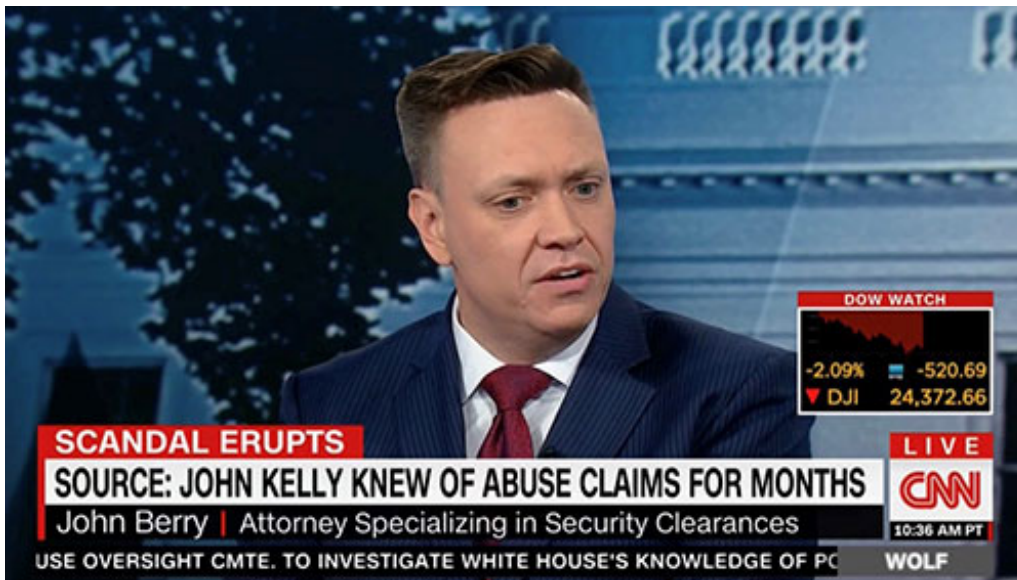 DOW WATCH
-2.09% -520.69
▼ DJI 24,372.66
SCANDAL ERUPTS
SOURCE: JOHN KELLY KNEW OF ABUSE CLAIMS FOR MONTHS
John Berry | Attorney Specializing in Security Clearances
LIVE
CNN
10:36 AM PT
USE OVERSIGHT CMTE. TO INVESTIGATE WHITE HOUSE'S KNOWLEDGE OF PO
WOLF